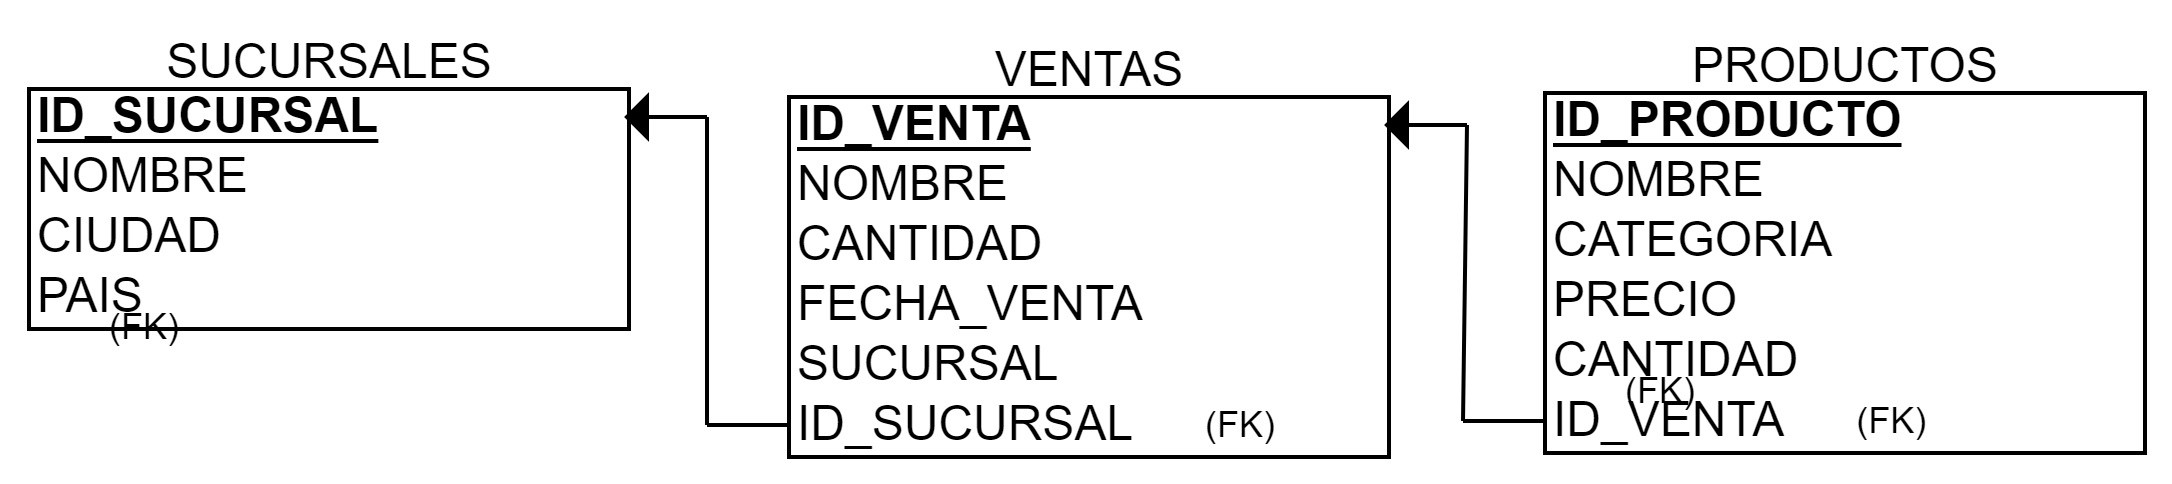 SUCURSALES
ID_SUCURSAL
NOMBRE
CIUDAD
PAIS
(FK)
VENTAS
ID_VENTA
NOMBRE
CANTIDAD
FECHA_VENTA
SUCURSAL
ID_SUCURSAL (FK)
PRODUCTOS
ID_PRODUCTO
NOMBRE
CATEGORIA
PRECIO
CANTIDAD
(FK)
ID_VENTA (FK)